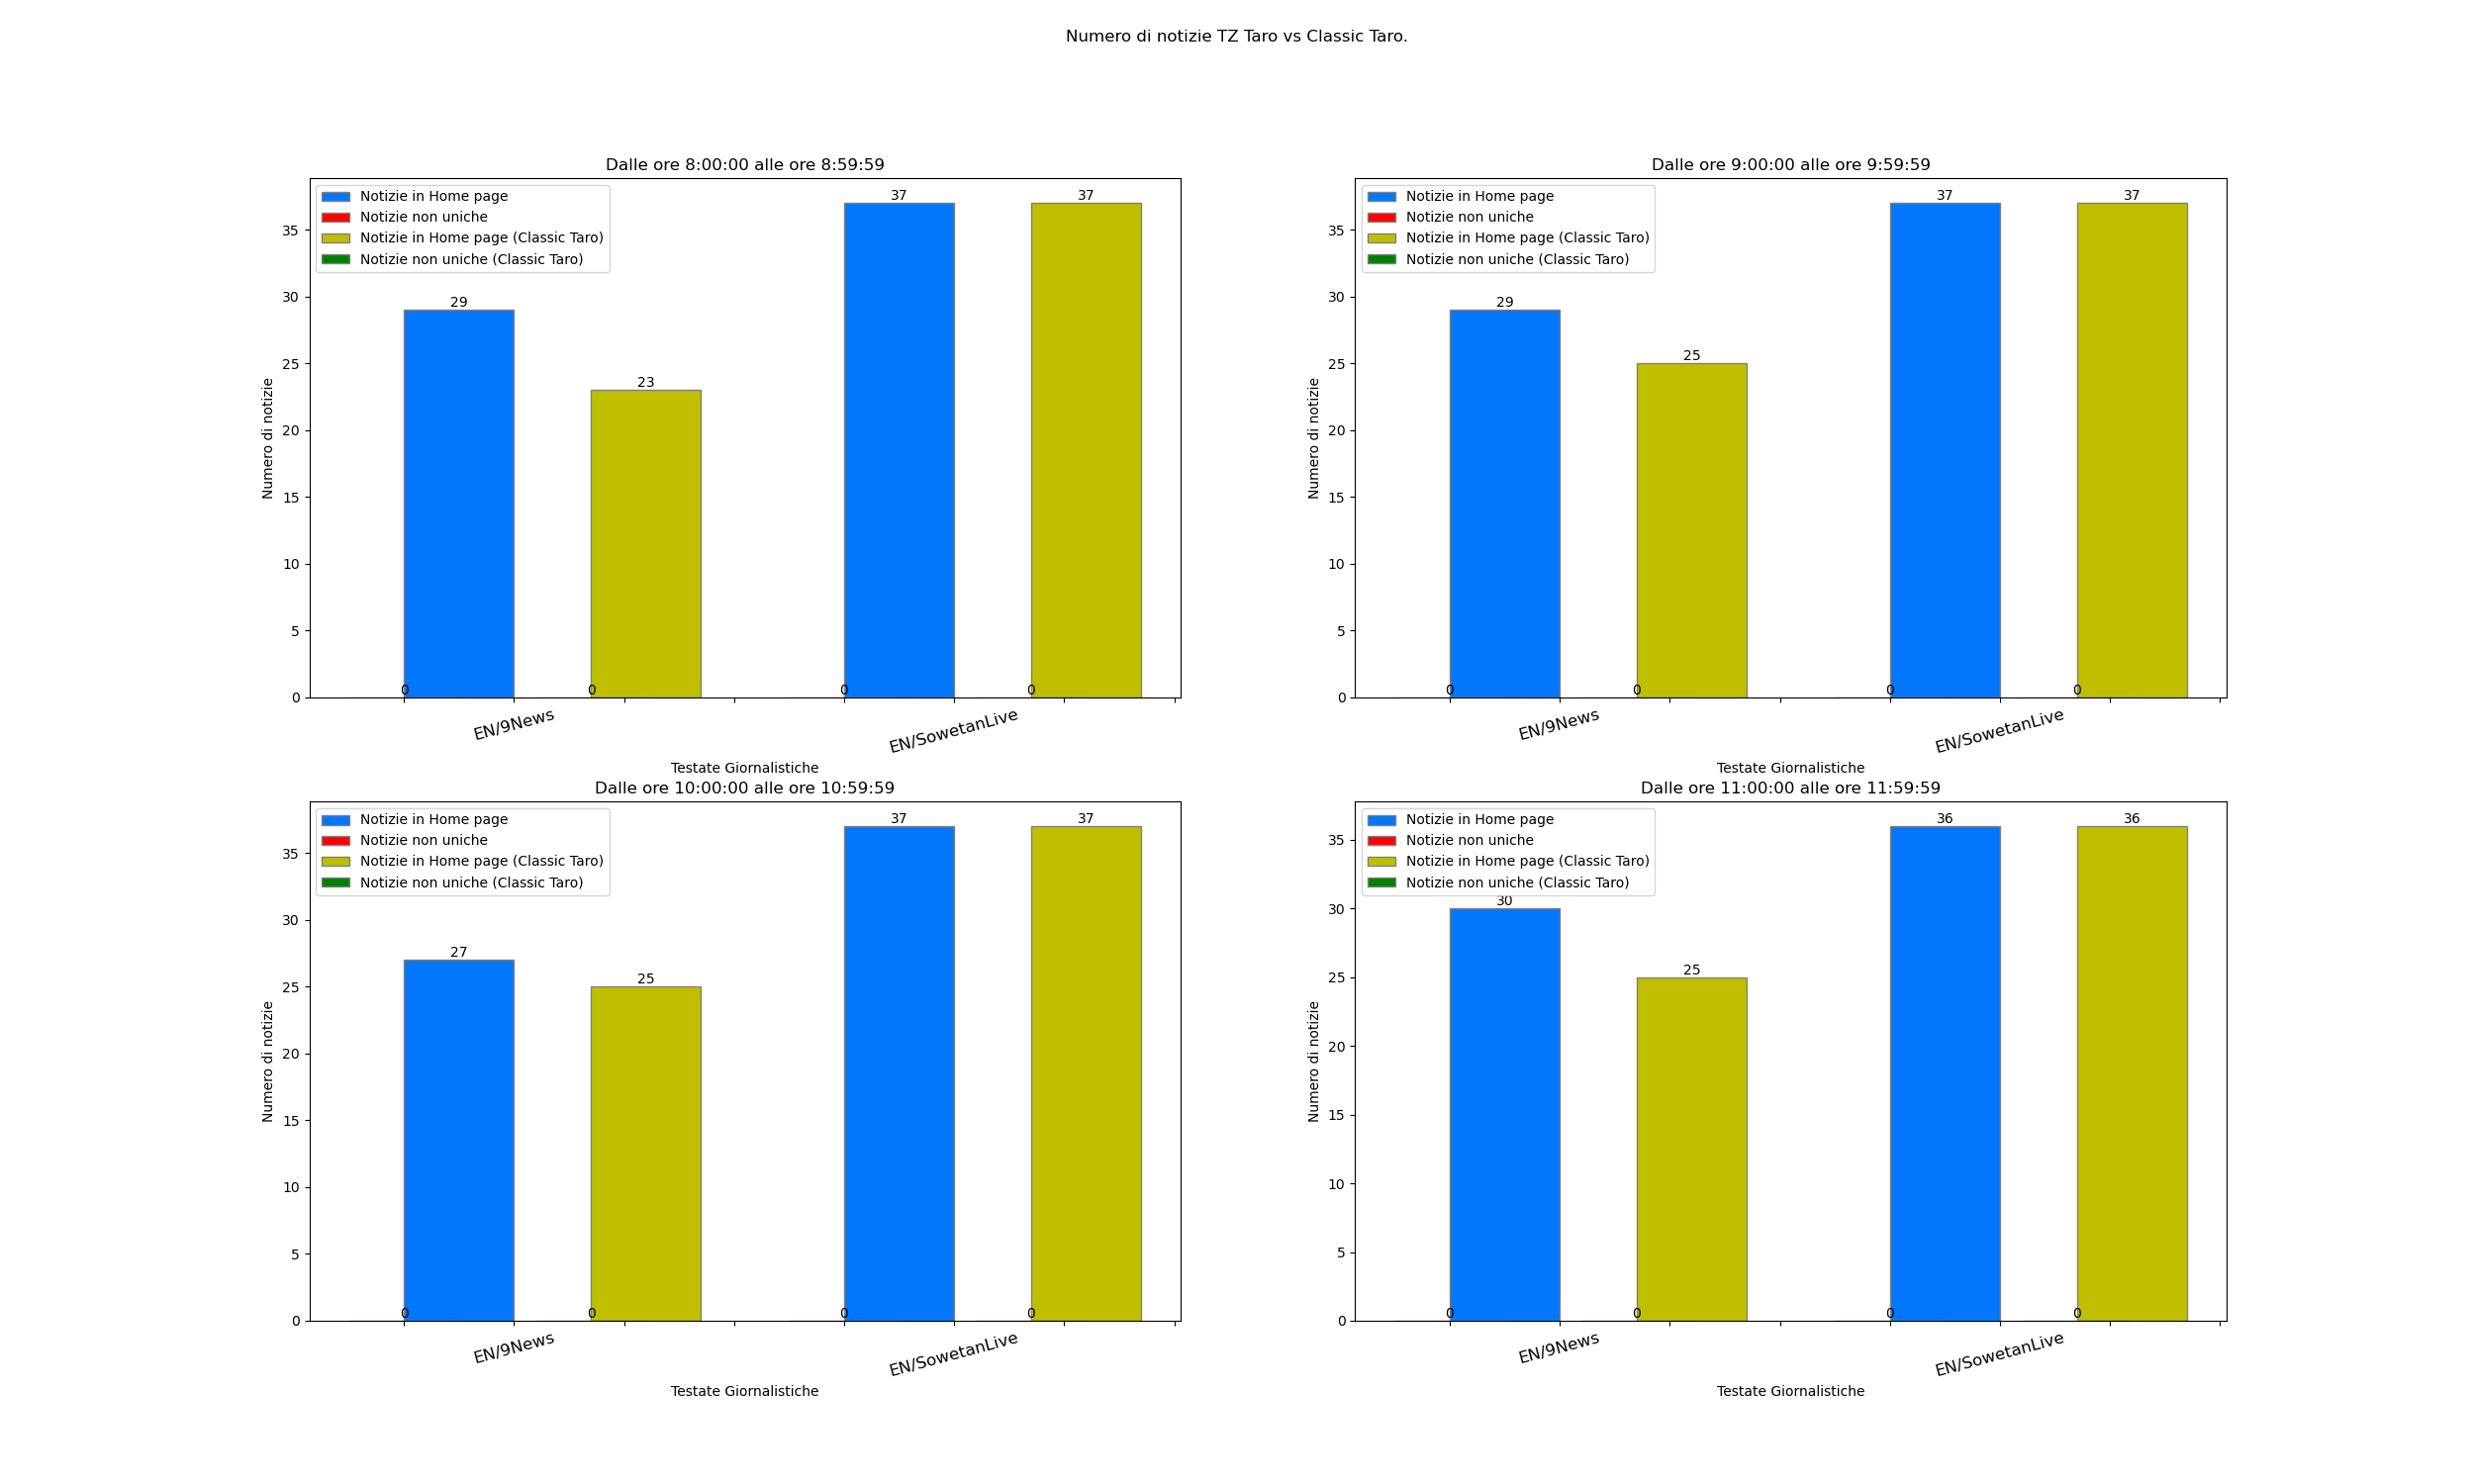 Numero di notizie TZ Taro vs Classic Taro.
Dalle ore 8:00:00 alle ore 8:59:59
Notizie in Home page
Notizie non uniche
Notizie in Home page (Classic Taro)
Notizie non uniche (Classic Taro)
Numero di notizie
35
30
25
20
15
10
5
0
29
23
37
37
0
0
0
0
EN/9News
EN/SowetanLive
Testate Giornalistiche
Dalle ore 9:00:00 alle ore 9:59:59
Notizie in Home page
Notizie non uniche
Notizie in Home page (Classic Taro)
Notizie non uniche (Classic Taro)
Numero di notizie
35
30
25
20
15
10
5
0
29
25
37
37
0
0
0
0
EN/9News
EN/SowetanLive
Testate Giornalistiche
Dalle ore 10:00:00 alle ore 10:59:59
Notizie in Home page
Notizie non uniche
Notizie in Home page (Classic Taro)
Notizie non uniche (Classic Taro)
Numero di notizie
35
30
25
20
15
10
5
0
27
25
37
37
0
0
0
0
EN/9News
EN/SowetanLive
Testate Giornalistiche
Dalle ore 11:00:00 alle ore 11:59:59
Notizie in Home page
Notizie non uniche
Notizie in Home page (Classic Taro)
Notizie non uniche (Classic Taro)
Numero di notizie
35
30
25
20
15
10
5
0
30
25
36
36
0
0
0
0
EN/9News
EN/SowetanLive
Testate Giornalistiche